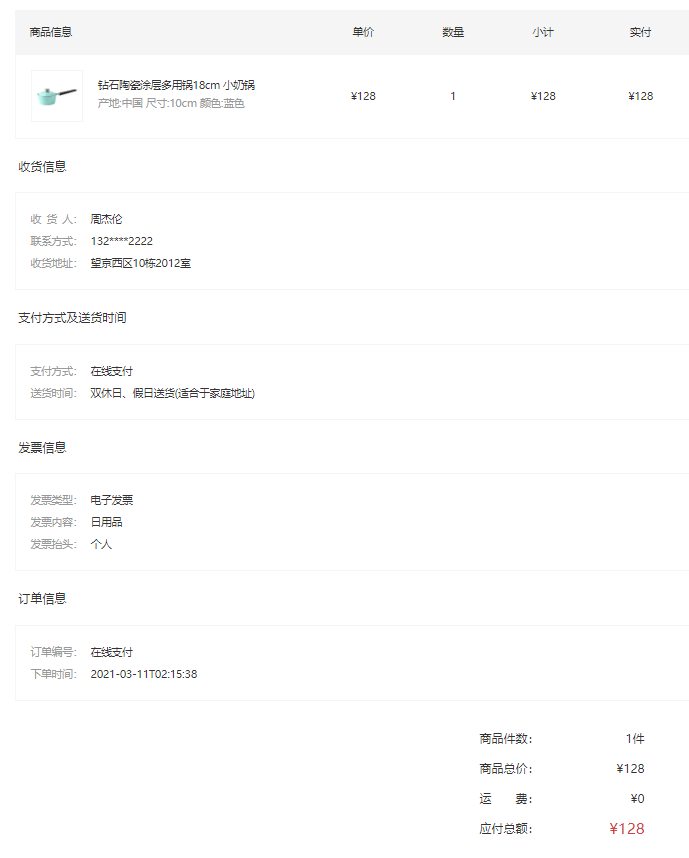 商品信息 单价 数量 小计 实付
钻石陶瓷涂层多用锅18cm 小奶锅
产地:中国 尺寸:10cm 颜色:蓝色
¥128 1 ¥128 ¥128
收货信息
收 货 人： 周杰伦
联系方式： 132****2222
收货地址： 望京西区10栋2012室
支付方式及送货时间
支付方式： 在线支付
送货时间： 双休日、假日送货(适合于家庭地址)
发票信息
发票类型： 电子发票
发票内容： 日用品
发票抬头： 个人
订单信息
订单编号： 在线支付
下单时间： 2021-03-11T02:15:38
商品件数： 1件
商品总价： ¥128
运 费： ¥0
应付总额： ¥128